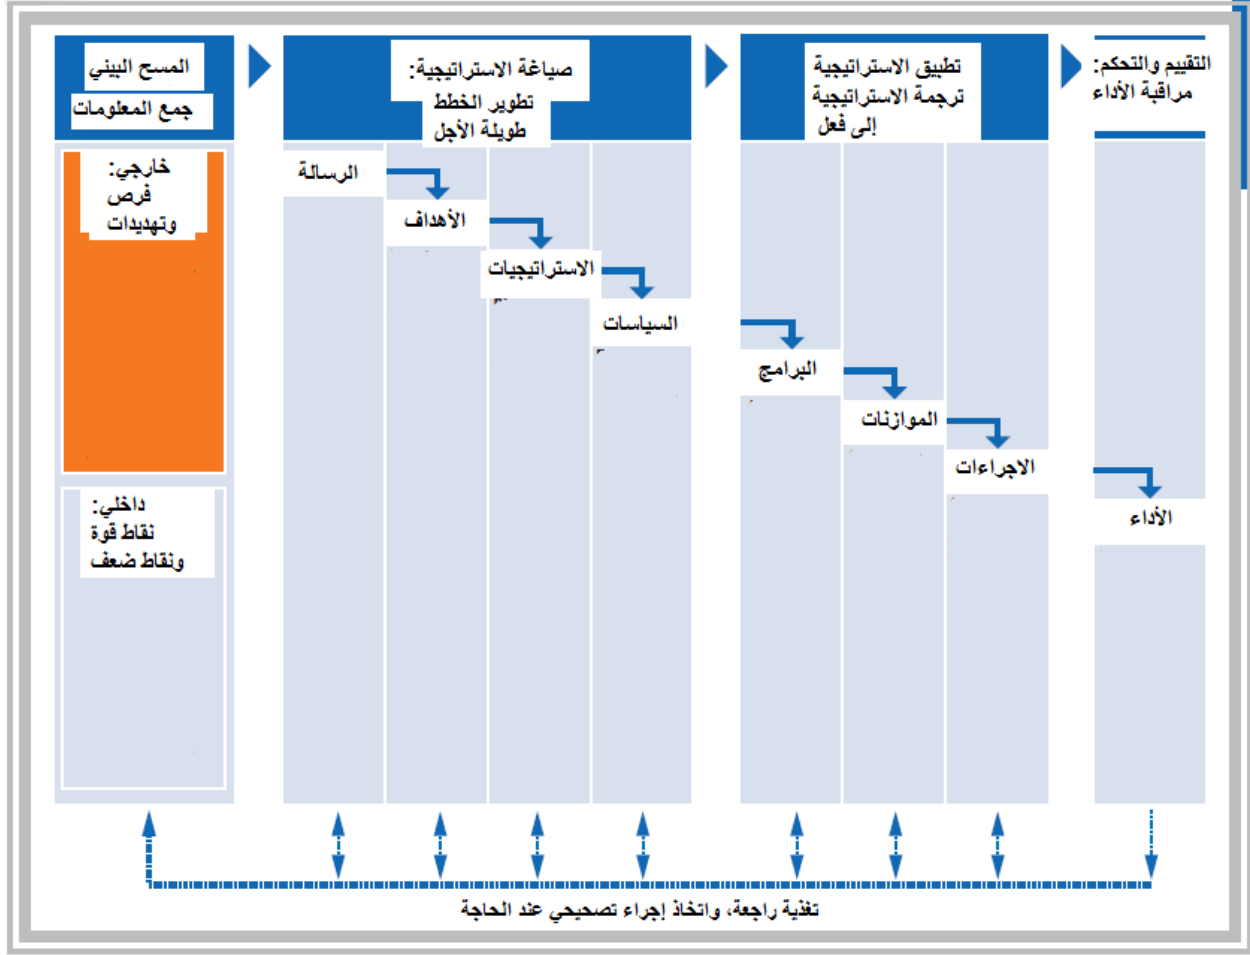 المسح البيئي
جمع المعلومات
صياغة الاستراتيجية:
تطوير الخطط
طويلة الأجل
تطبيق الاستراتيجية
ترجمة الاستراتيجية
إلى فعل
التقييم والتحكم:
مراقبة الأداء
خارجي:
فرص
وتهديدات
داخلي:
نقاط قوة
ونقاط ضعف
الرسالة
الأهداف
الاستراتيجيات
السياسات
البرامج
الموازنات
الاجراءات
الأداء
تغذية راجعة، واتخاذ إجراء تصحيحي عند الحاجة